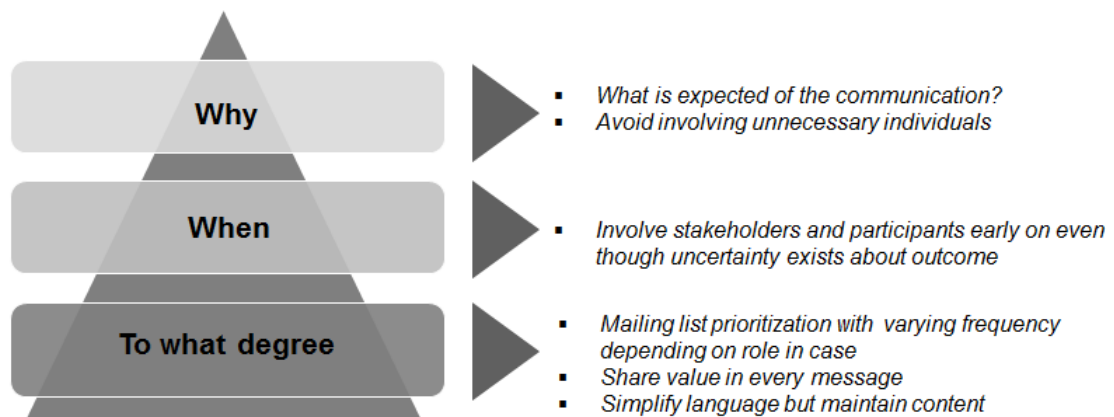 Why
▪ What is expected of the communication?
▪ Avoid involving unnecessary individuals
When
▪ Involve stakeholders and participants early on even
though uncertainty exists about outcome
To what degree
▪ Mailing list prioritization with varying frequency
depending on role in case
▪ Share value in every message
▪ Simplify language but maintain content